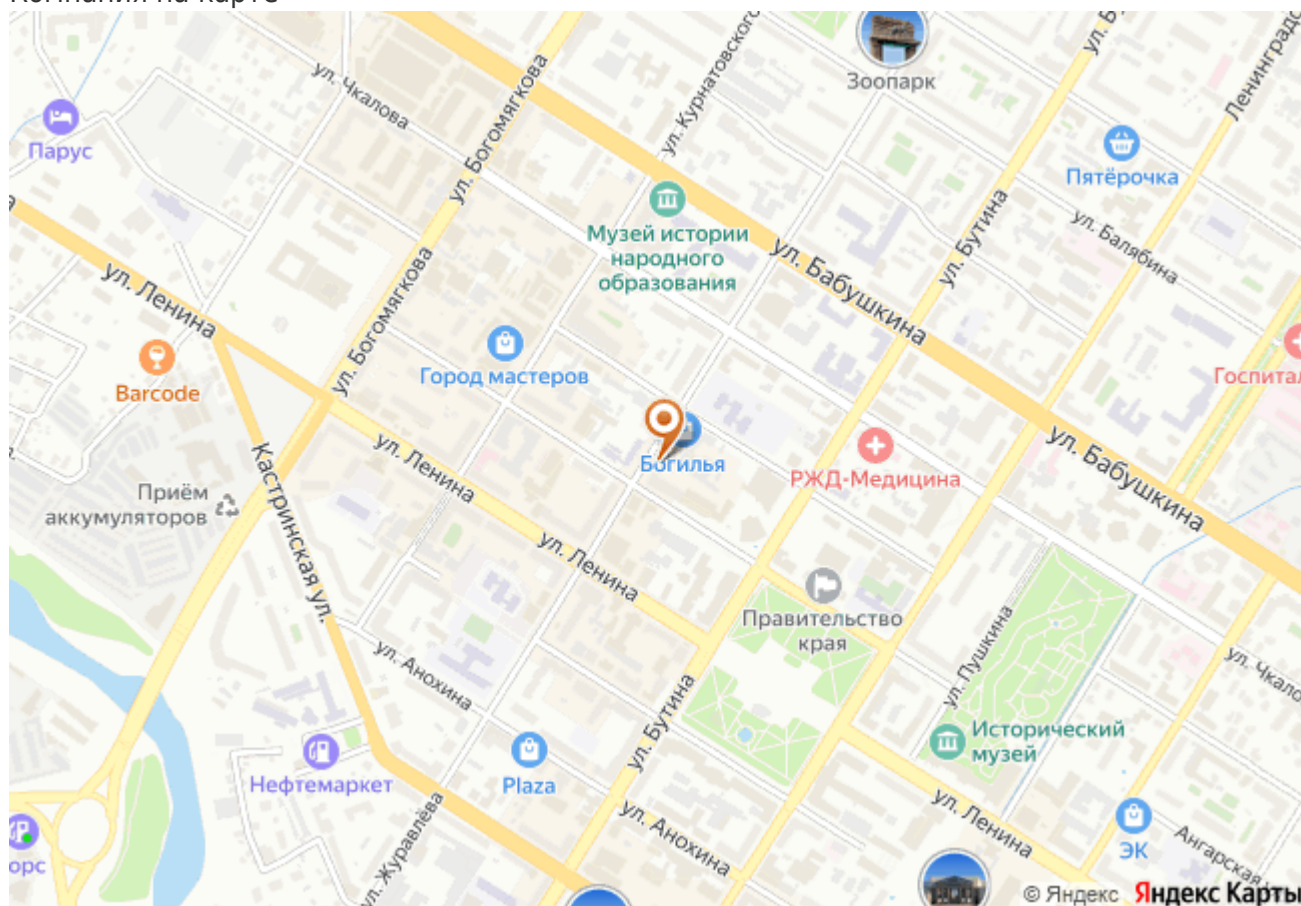 ул. Чкалова
ул. Богомягкова
ул. Курнатовского
Зоопарк
Парус
Пятёрочка
ул. Бутина
ул. Балябина
Музей истории
народного
образования
ул. Бабушкина
ул. Ленина
ул. Богомягкова
Barcode
Город мастеров
Богилья
РЖД-Медицина
ул. Бабушкина
Приём
аккумуляторов
Кастринская ул.
ул. Ленина
ул. Ленина
Правительство
края
ул. Пушкина
ул. Анохина
ул. Бутина
Исторический
музей
Нефтемаркет
Plaza
ул. Журавлёва
ул. Анохина
ул. Ленина
ЭК
Ангарская
© Яндекс Яндекс Карты